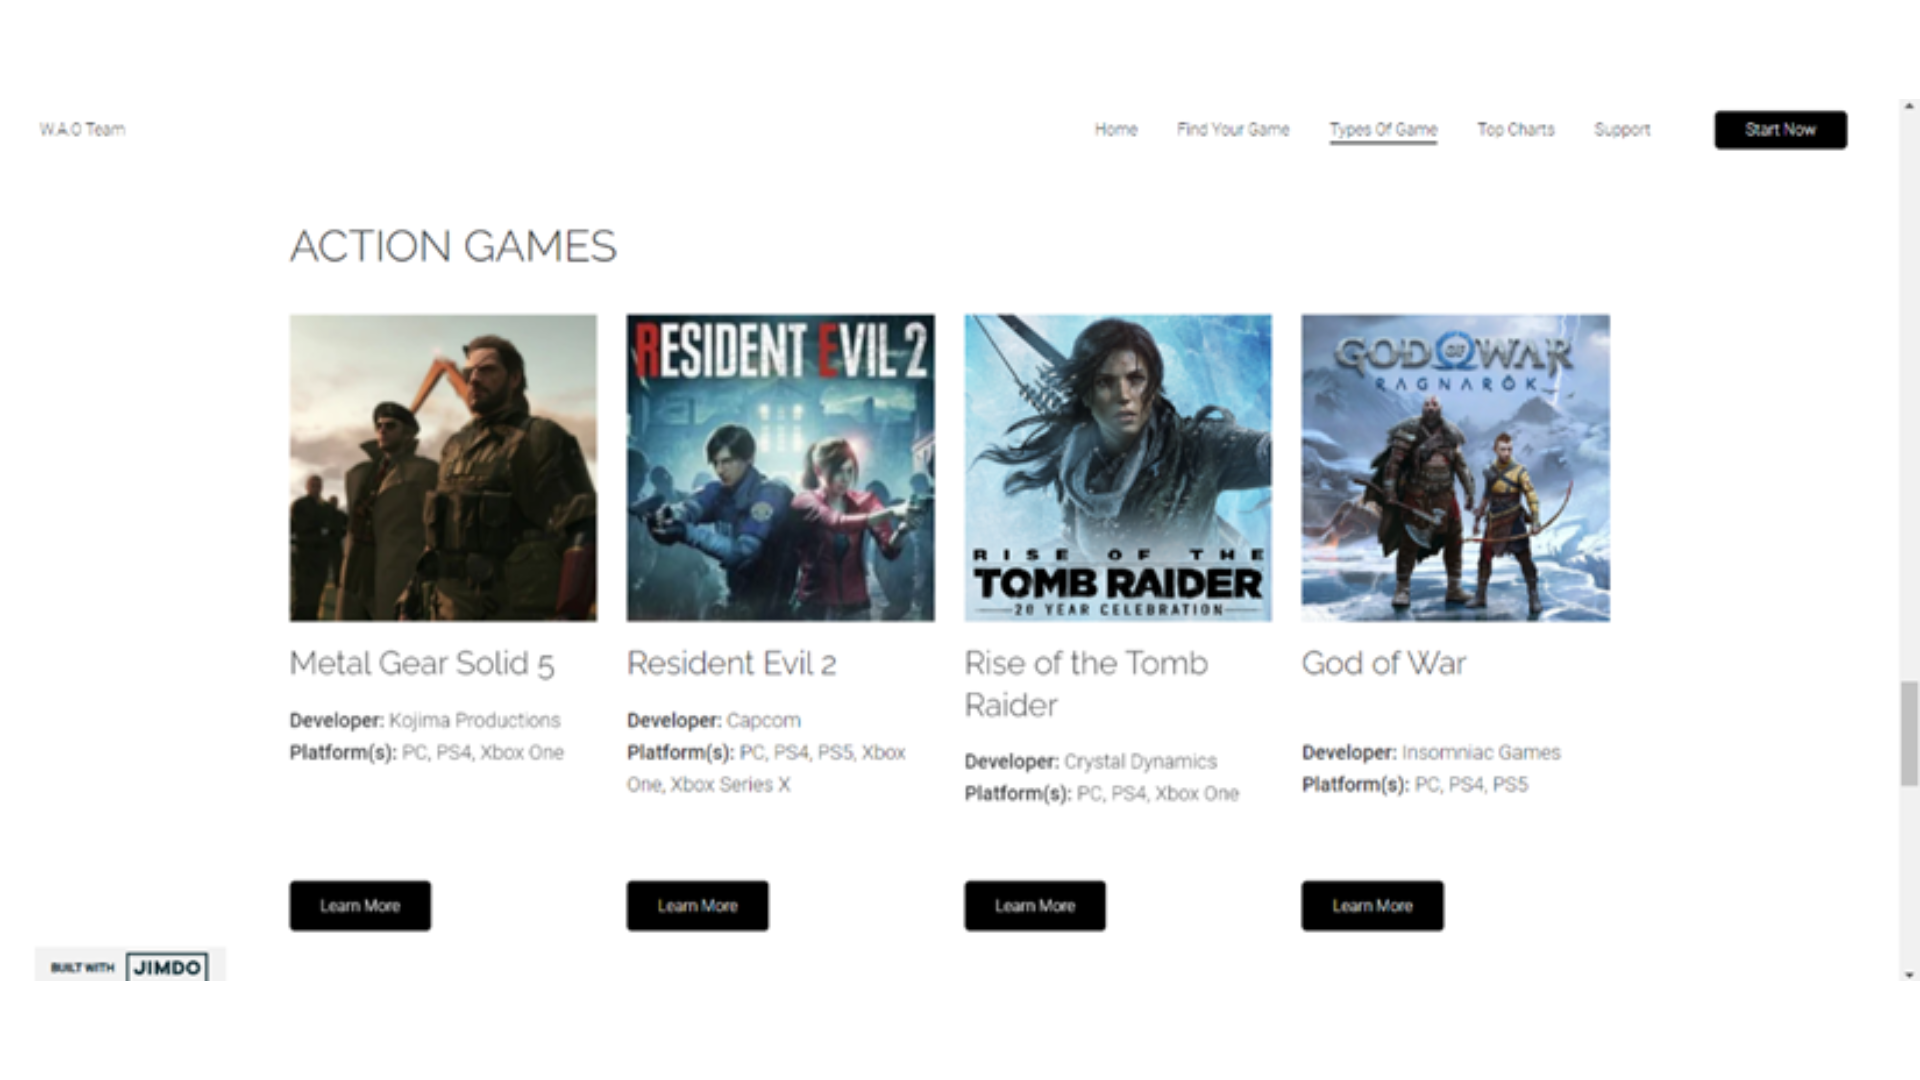 W.A.O Team
Home Find Your Game Types Of Game Top Charts Support Start Now
ACTION GAMES
RESIDENT EVIL 2
RISE OF THE
TOMB RAIDER
20 YEAR CELEBRATION
GOD OF WAR
RAGNARÖK
Metal Gear Solid 5
Developer: Kojima Productions
Platform(s): PC, PS4, Xbox One
Learn More
Resident Evil 2
Developer: Capcom
Platform(s): PC, PS4, PS5, Xbox
One, Xbox Series X
Learn More
Rise of the Tomb
Raider
Developer: Crystal Dynamics
Platform(s): PC, PS4, Xbox One
Learn More
God of War
Developer: Insomniac Games
Platform(s): PC, PS4, PS5
Learn More
BUILT WITH JIMDO